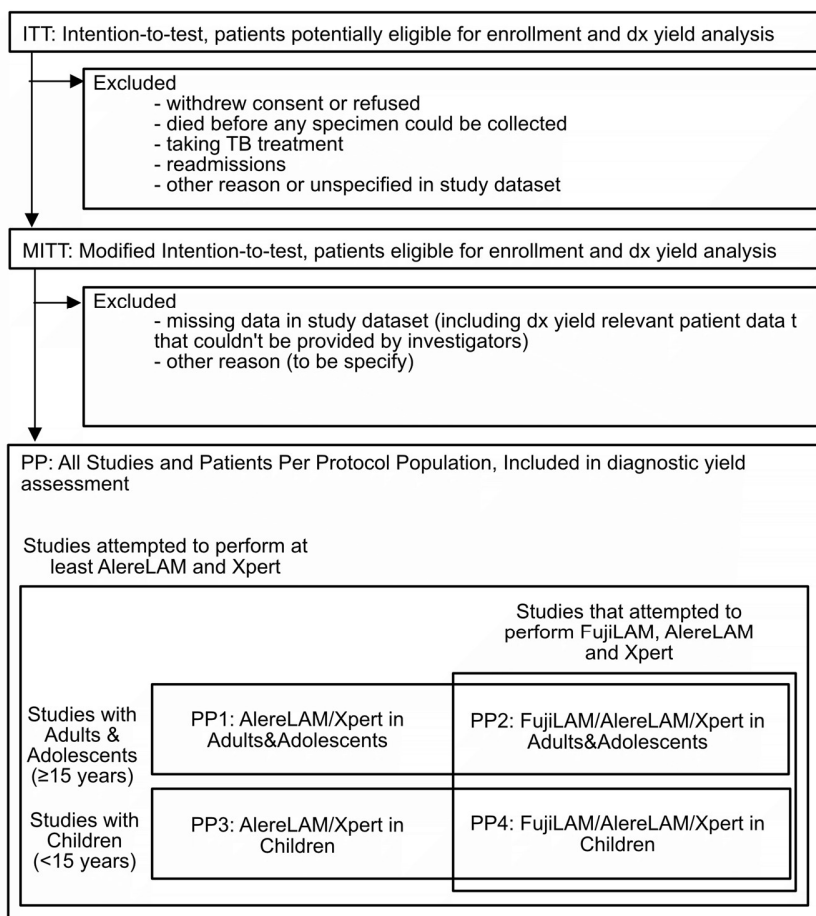 ITT: Intention-to-test, patients potentially eligible for enrollment and dx yield analysis
Excluded
- withdrew consent or refused
- died before any specimen could be collected
- taking TB treatment
- readmissions
- other reason or unspecified in study dataset
MITT: Modified Intention-to-test, patients eligible for enrollment and dx yield analysis
Excluded
- missing data in study dataset (including dx yield relevant patient data t
that couldn't be provided by investigators)
- other reason (to be specify)
PP: All Studies and Patients Per Protocol Population, Included in diagnostic yield
assessment
Studies attempted to perform at
least AlereLAM and Xpert
Studies that attempted to
perform FujiLAM, AlereLAM
and Xpert
Studies with
Adults &
Adolescents
(≥15 years)
PP1: AlereLAM/Xpert in
Adults&Adolescents
PP2: FujiLAM/AlereLAM/Xpert in
Adults&Adolescents
Studies with
Children
(<15 years)
PP3: AlereLAM/Xpert in
Children
PP4: FujiLAM/AlereLAM/Xpert in
Children